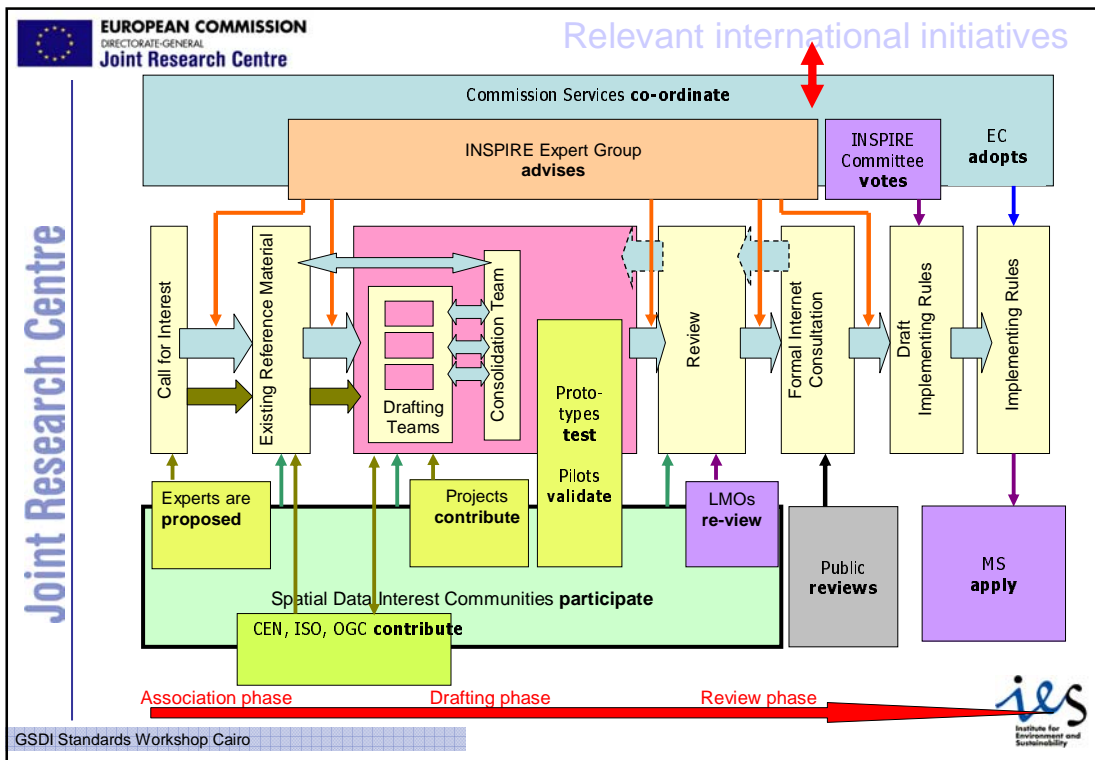 EUROPEAN COMMISSION
DIRECTORATE-GENERAL
Joint Research Centre
Relevant international initiatives
Joint Research Centre
Commission Services co-ordinate
INSPIRE Expert Group
advises
INSPIRE
Committee
votes
EC
adopts
Call for Interest
Existing Reference Material
Drafting
Teams
Consolidation Team
Proto-
types
test
Pilots
validate
Review
Formal Internet
Consultation
Draft
Implementing Rules
Implementing Rules
Experts are
proposed
Projects
contribute
LMOs
re-view
Public
reviews
MS
apply
Spatial Data Interest Communities participate
CEN, ISO, OGC contribute
Association phase
Drafting phase
Review phase
ies
Institute for
Environment and
Sustainability
GSDI Standards Workshop Cairo